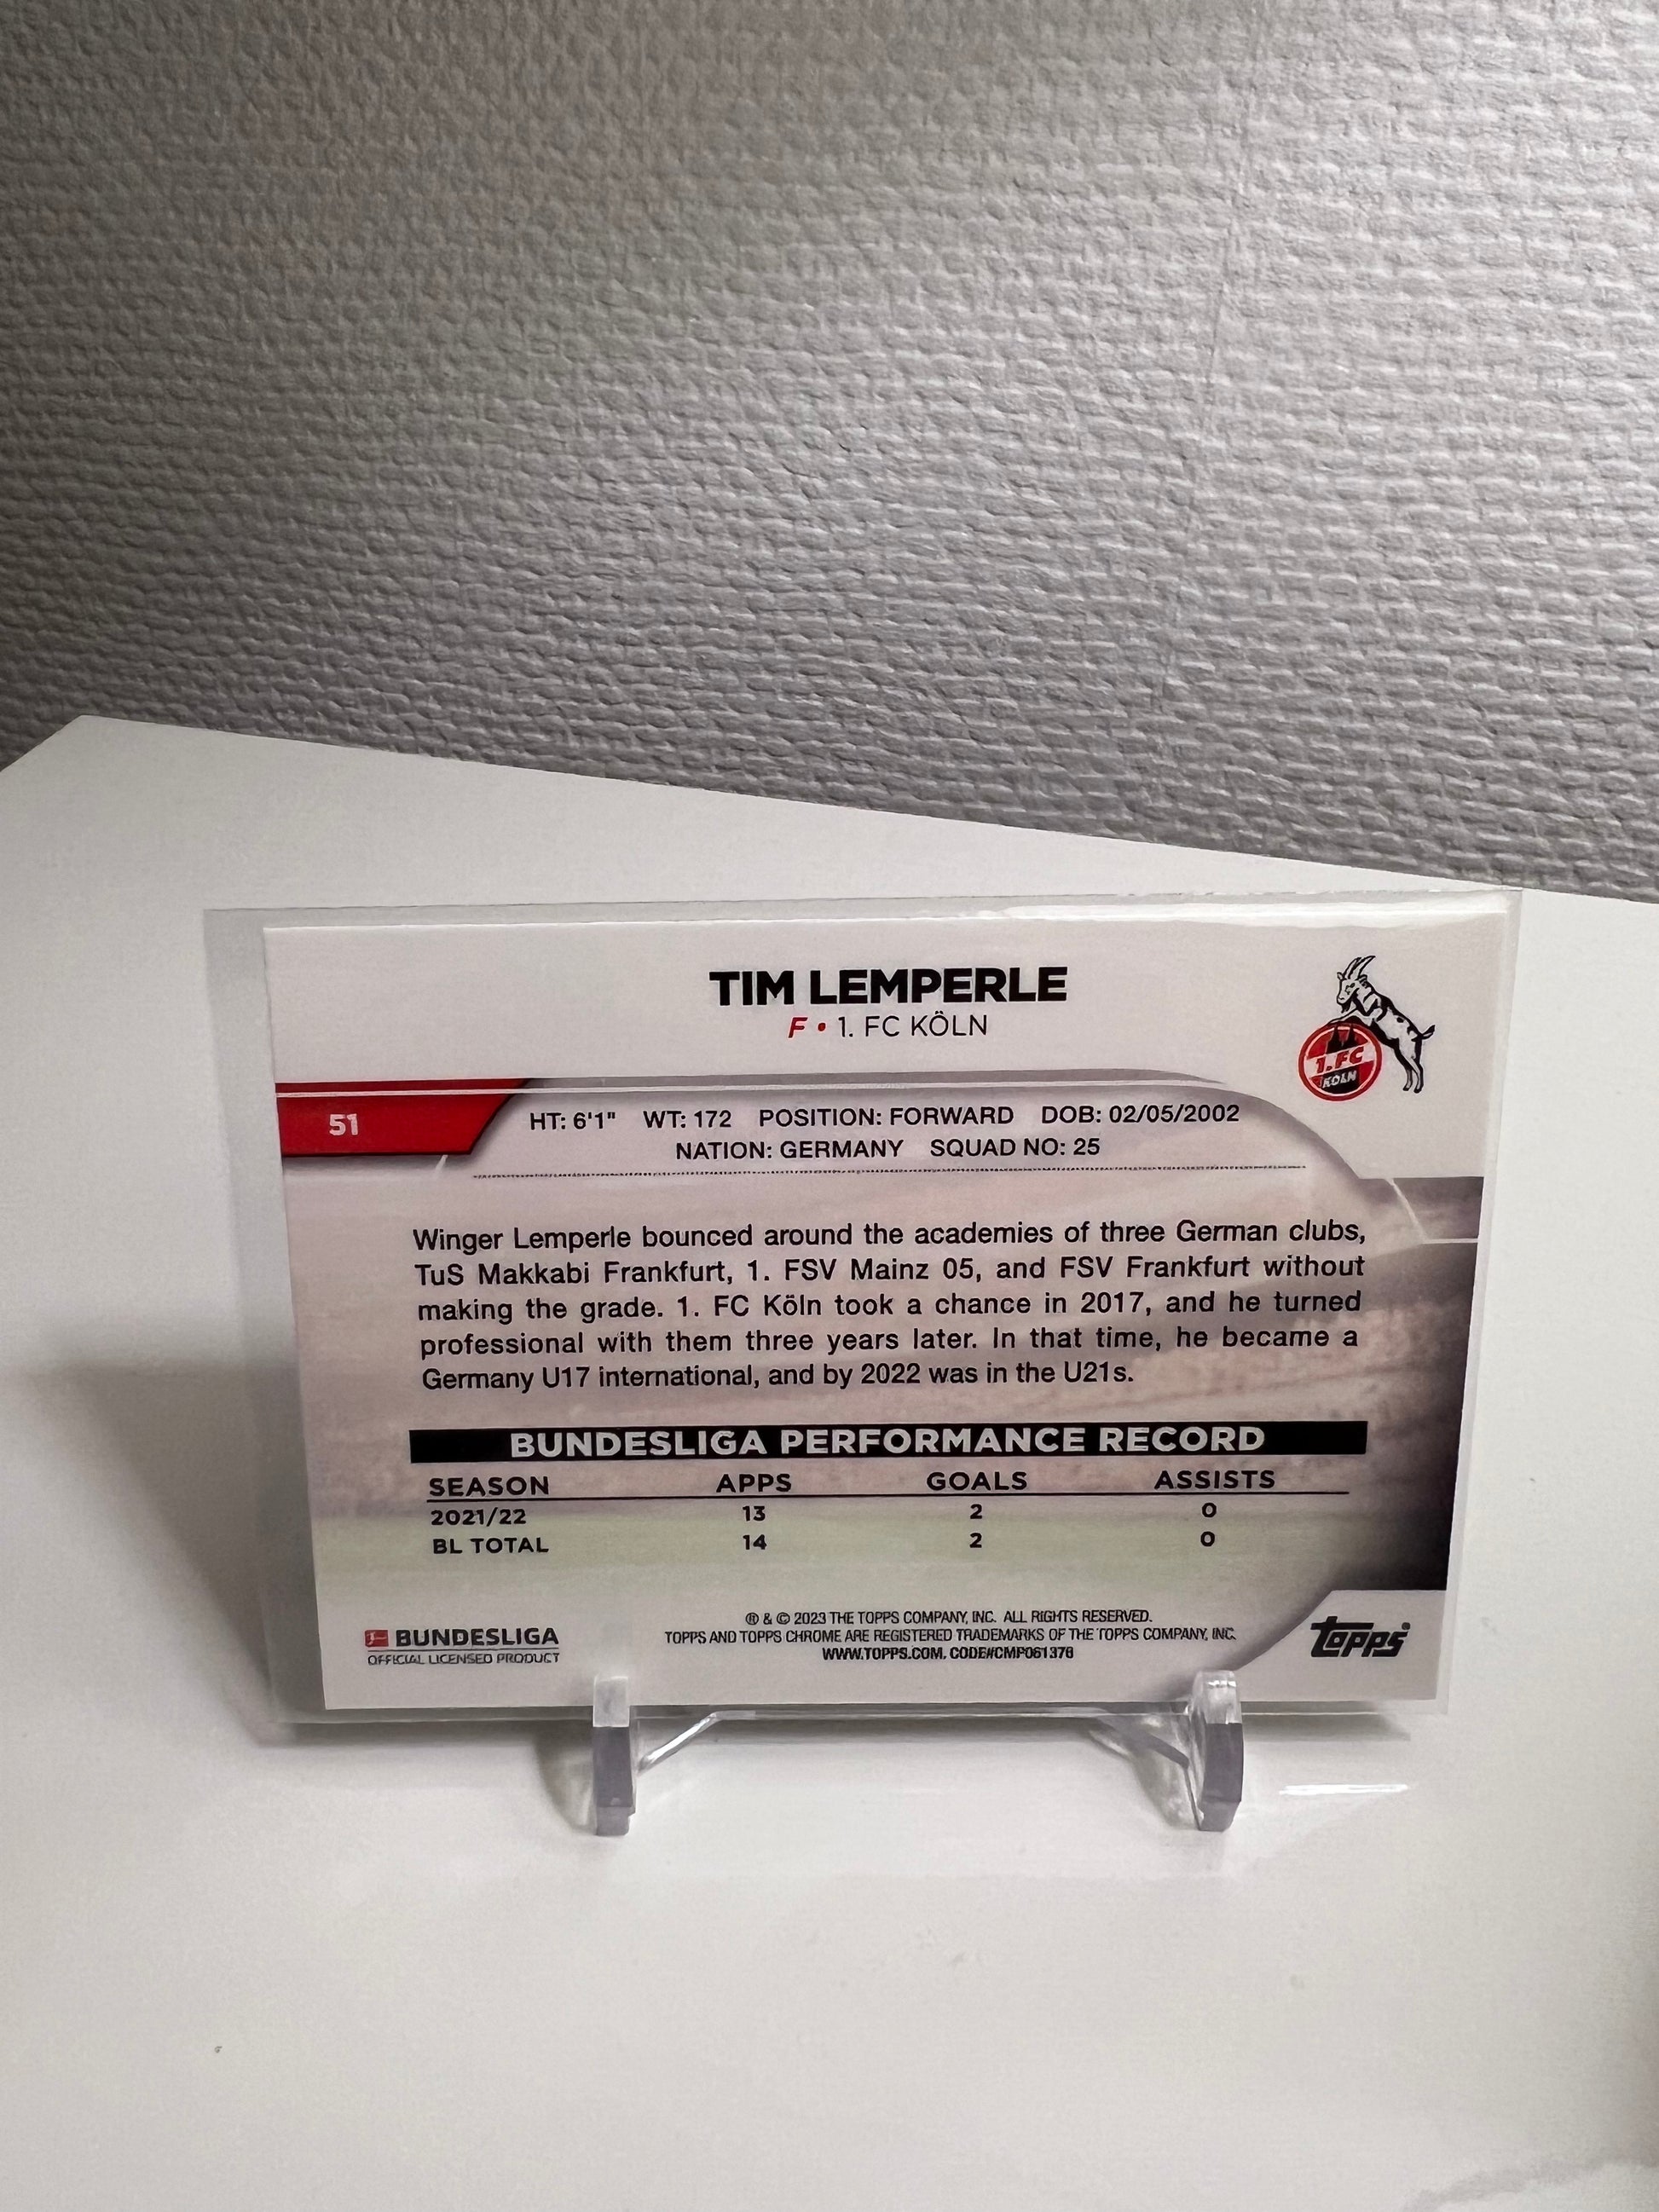 TIM LEMPERLE
F • 1. FC KÖLN
1.FC
KÖLN
51
HT: 6'1" WT: 172 POSITION: FORWARD DOB: 02/05/2002
NATION: GERMANY SQUAD NO: 25
Winger Lemperle bounced around the academies of three German clubs,
TuS Makkabi Frankfurt, 1. FSV Mainz 05, and FSV Frankfurt without
making the grade. 1. FC Köln took a chance in 2017, and he turned
professional with them three years later. In that time, he became a
Germany U17 international, and by 2022 was in the U21s.
BUNDESLIGA PERFORMANCE RECORD
SEASON APPS GOALS ASSISTS
2021/22 13 2 0
BL TOTAL 14 2 0
BUNDESLIGA
OFFICIAL LICENSED PRODUCT
® & © 2023 THE TOPPS COMPANY, INC. ALL RIGHTS RESERVED.
TOPPS AND TOPPS CHROME ARE REGISTERED TRADEMARKS OF THE TOPPS COMPANY, INC.
WWW.TOPPS.COM. CODE#CMP061376
topps